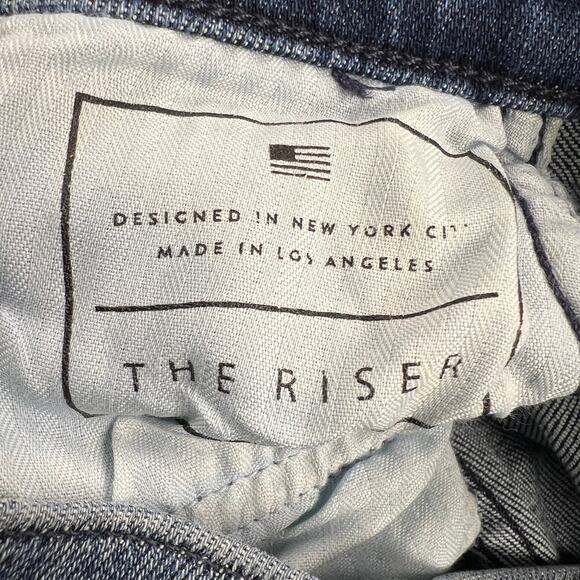 DESIGNED IN NEW YORK CITY
MADE IN LOS ANGELES
THE RISER